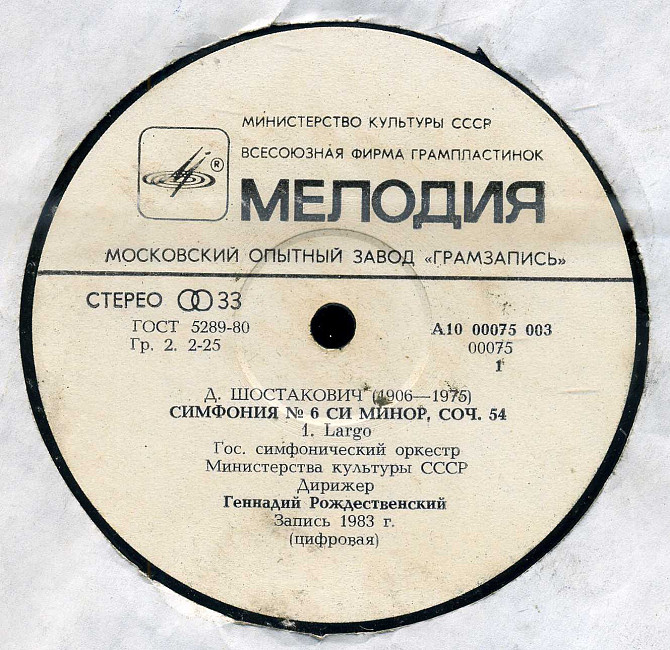 МИНИСТЕРСТВО КУЛЬТУРЫ СССР
ВСЕСОЮЗНАЯ ФИРМА ГРАМПЛАСТИНОК
®
МЕЛОДИЯ
МОСКОВСКИЙ ОПЫТНЫЙ ЗАВОД «ГРАМЗАПИСЬ»
СТЕРЕО 33
ГОСТ 5289-80
Гр. 2. 2-25
А10 00075 003
00075
1
Д. ШОСТАКОВИЧ (1906—1975)
СИМФОНИЯ № 6 СИ МИНОР, СОЧ. 54
1. Largo
Гос. симфонический оркестр
Министерства культуры СССР
Дирижер
Геннадий Рождественский
Запись 1983 г.
(цифровая)